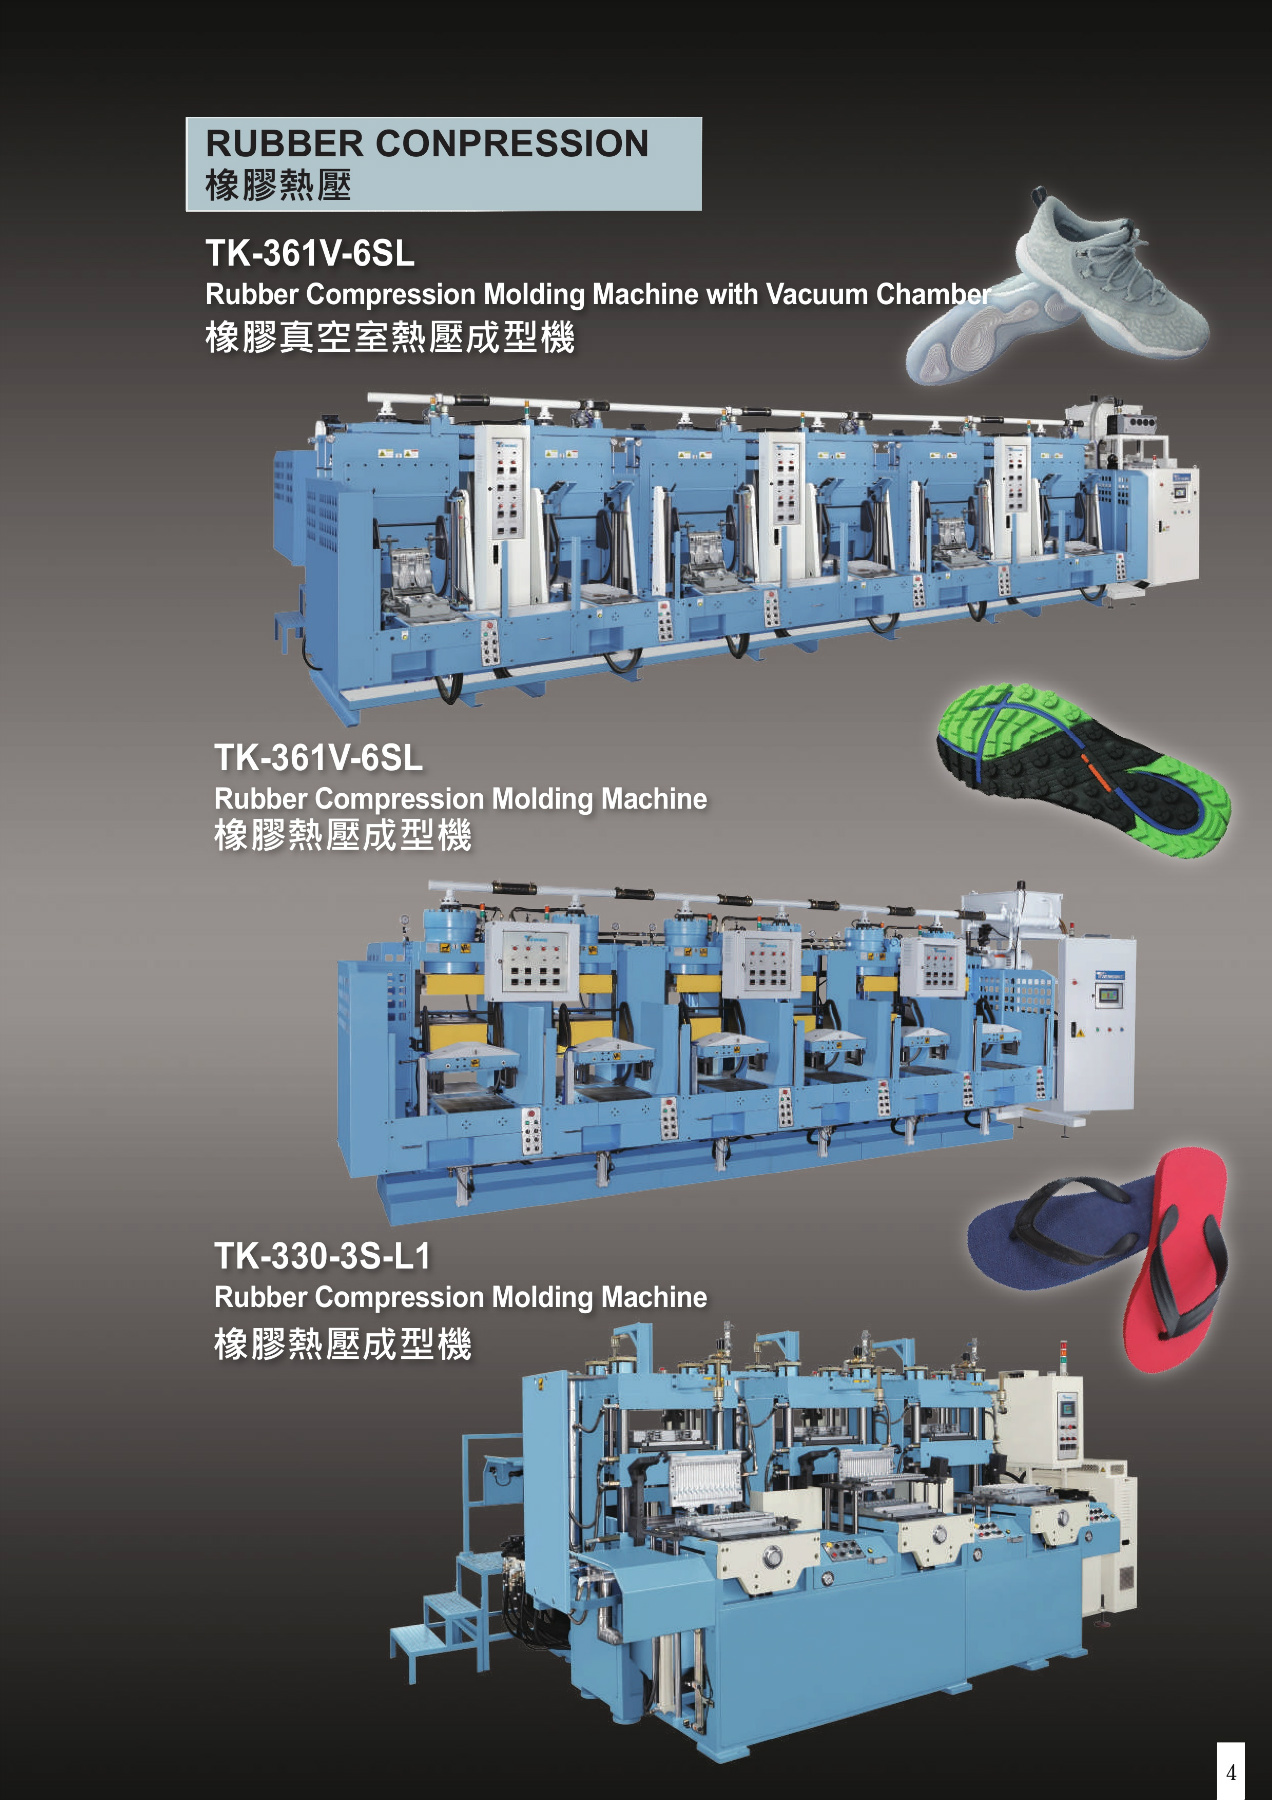 RUBBER CONPRESSION
橡膠熱壓
TK-361V-6SL
Rubber Compression Molding Machine with Vacuum Chamber
橡膠真空室熱壓成型機
TK-361V-6SL
Rubber Compression Molding Machine
橡膠熱壓成型機
TK-330-3S-L1
Rubber Compression Molding Machine
橡膠熱壓成型機
4